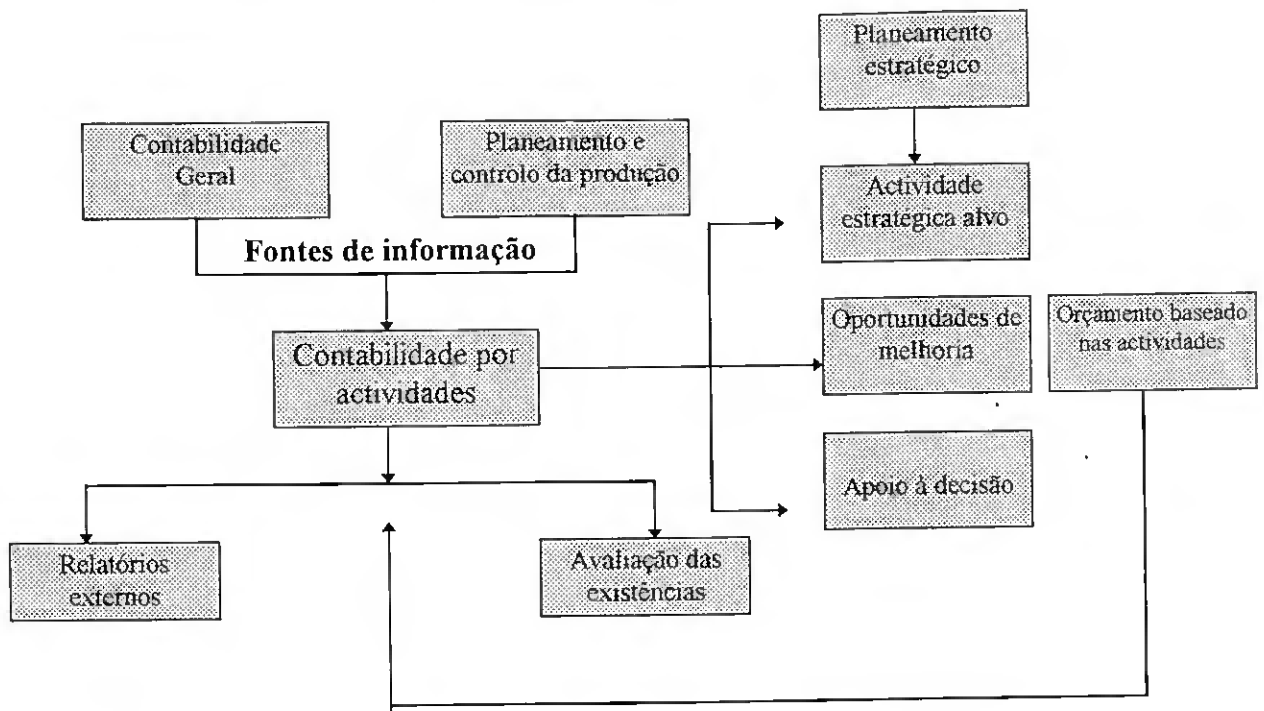 Planeamento
estratégico
Contabilidade
Geral
Planeamento e
controlo da produção
Actividade
estratégica alvo
Fontes de informação
Contabilidade por
actividades
Oportunidades de
melhoria
Orçamento baseado
nas actividades
Apoio à decisão
Relatórios
externos
Avaliação das
existências